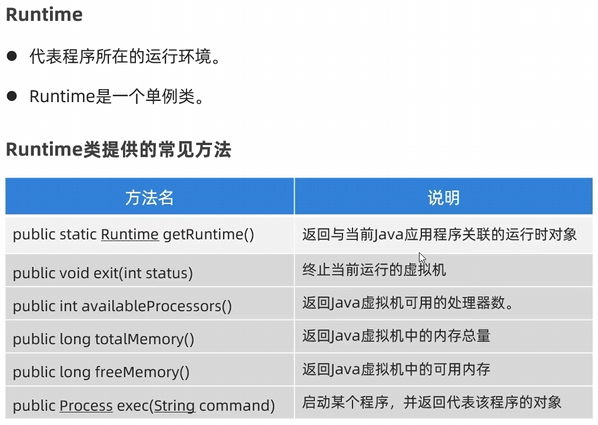 Runtime
● 代表程序所在的运行环境。
● Runtime是一个单例类。
Runtime类提供的常见方法
方法名 说明
public static Runtime getRuntime() 返回与当前Java应用程序关联的运行时对象
public void exit(int status) 终止当前运行的虚拟机
public int availableProcessors() 返回Java虚拟机可用的处理器数。
public long totalMemory() 返回Java虚拟机中的内存总量
public long freeMemory() 返回Java虚拟机中的可用内存
public Process exec(String command) 启动某个程序，并返回代表该程序的对象